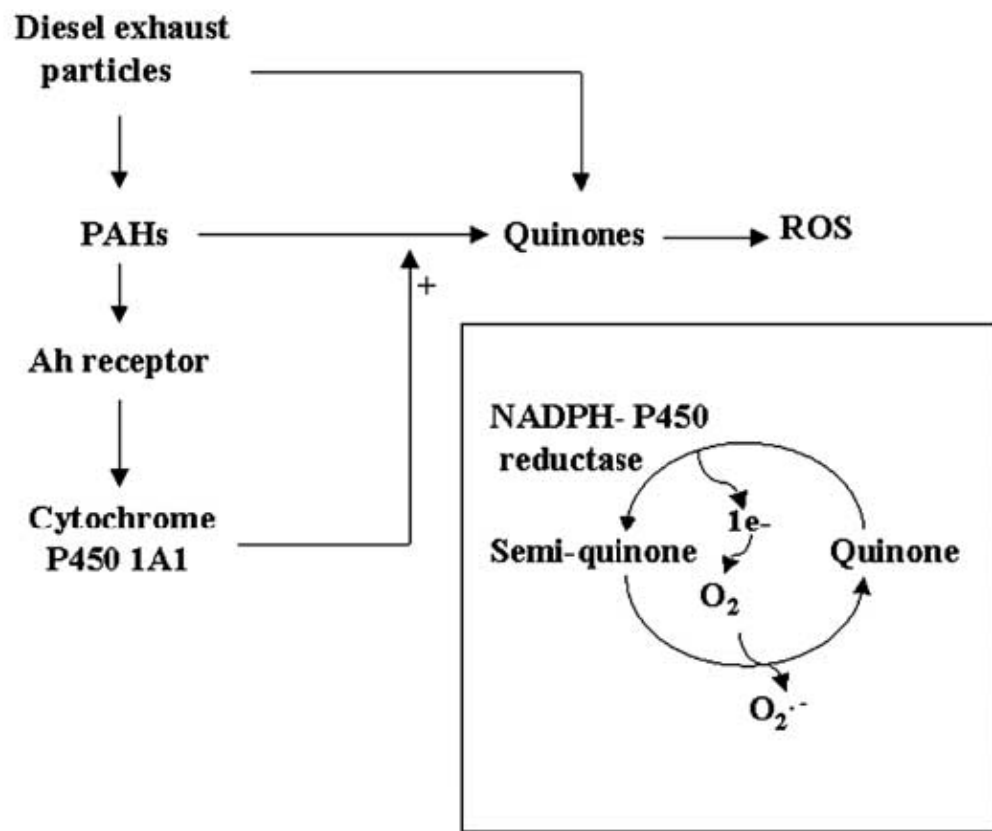 Diesel exhaust
particles
PAHs
Quinones
ROS
+
Ah receptor
Cytochrome
P450 1A1
NADPH- P450
reductase
1e-
Semi-quinone
Quinone
O₂
O₂·-